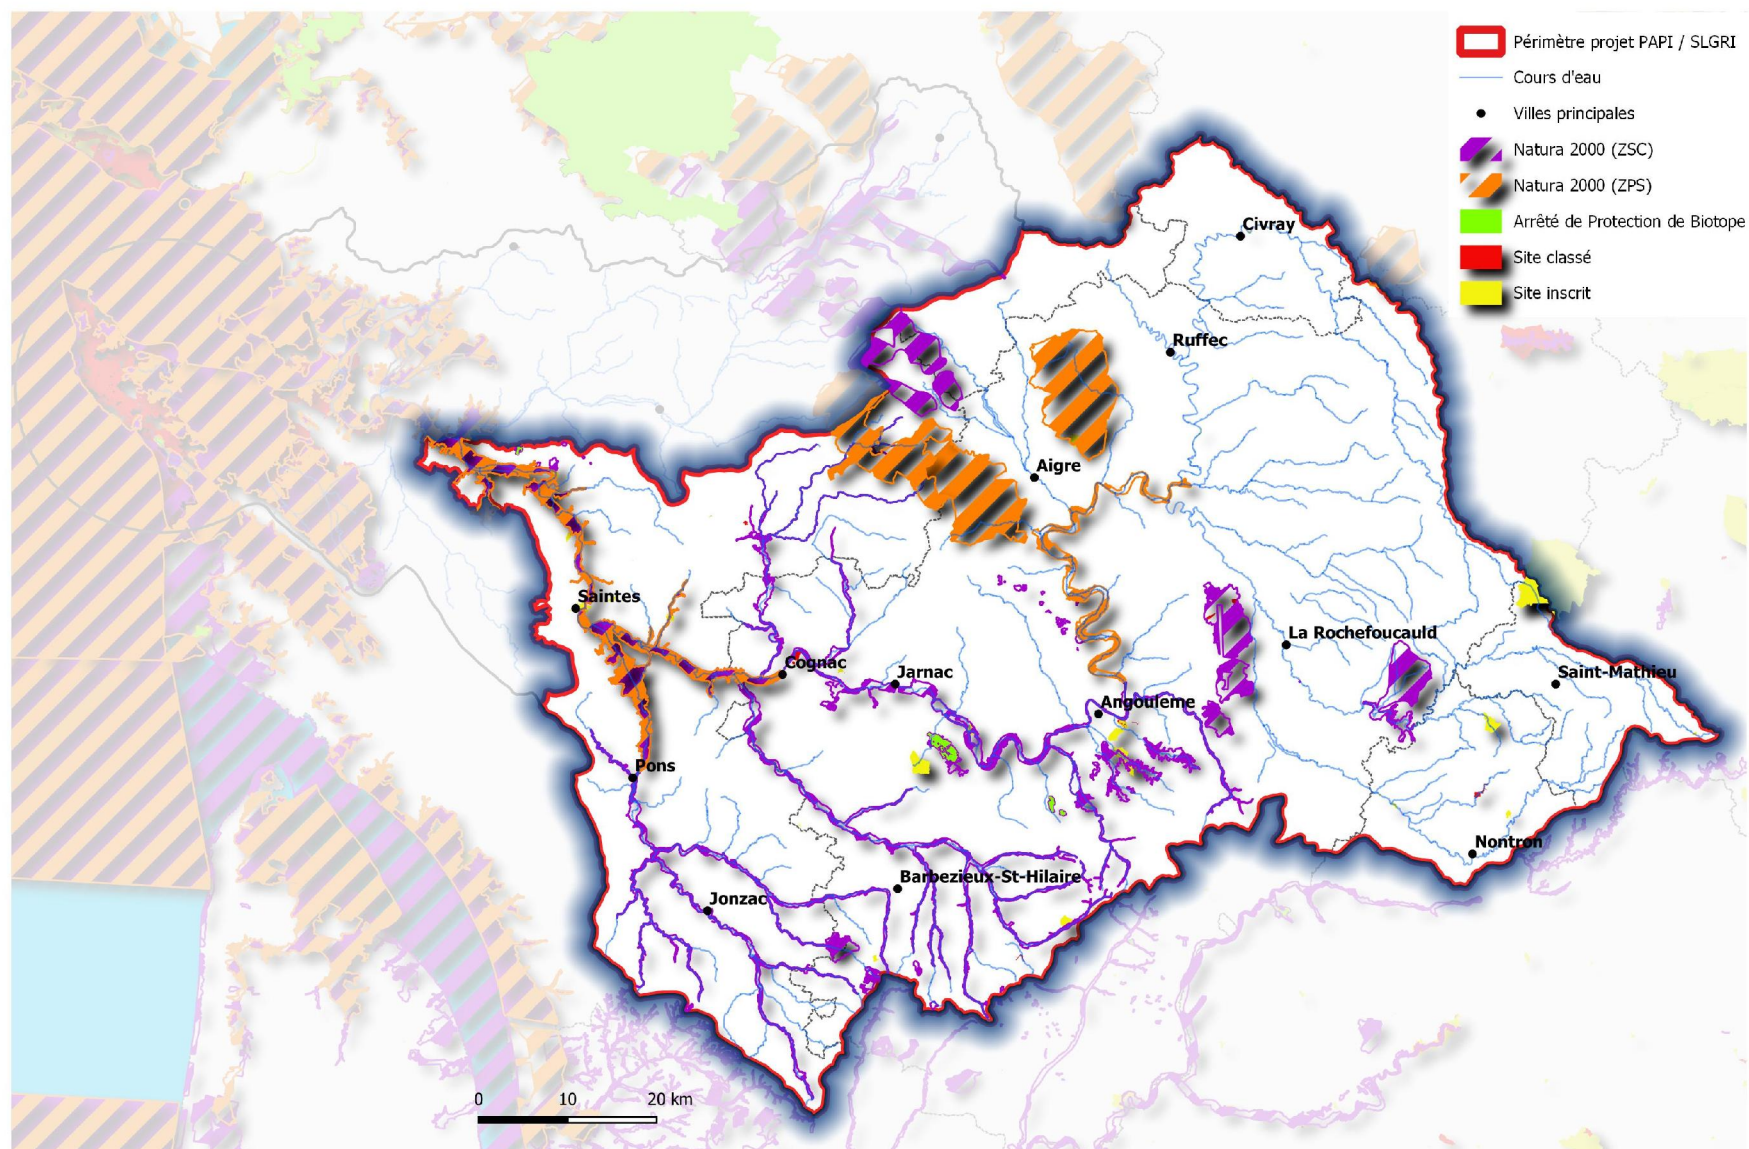 Périmètre projet PAPI / SLGRI
Cours d'eau
Villes principales
Natura 2000 (ZSC)
Natura 2000 (ZPS)
Arrêté de Protection de Biotope
Site classé
Site inscrit
Civray
Ruffec
Aigre
Saintes
La Rochefoucauld
Cognac
Jarnac
Saint-Mathieu
Angoulême
Pons
Nontron
Barbezieux-St-Hilaire
Jonzac
0 10 20 km